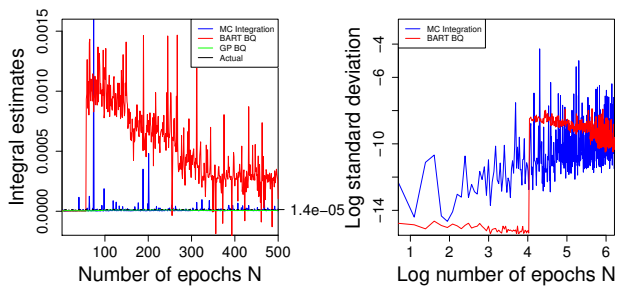 Integral estimates
0.0000 0.0005 0.0010 0.0015
MC Integration
BART BQ
GP BQ
Actual
1.4e−05
100 200 300 400 500
Number of epochs N
Log standard deviation
−14 −10 −8 −4
MC Integration
BART BQ
1 2 3 4 5 6
Log number of epochs N